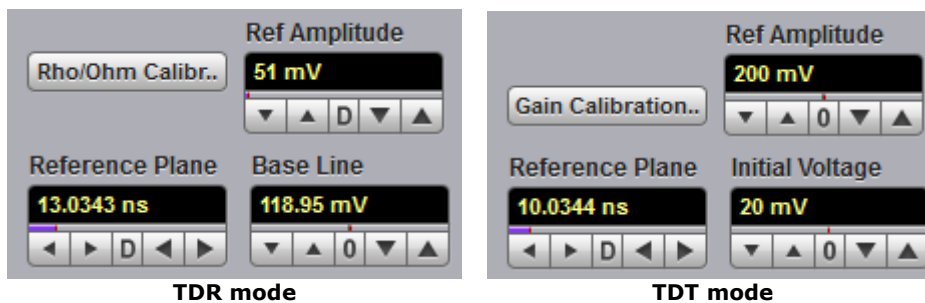 Ref Amplitude
Rho/Ohm Calibr..
51 mV
D
Reference Plane
Base Line
13.0343 ns
118.95 mV
D
0
TDR mode
Ref Amplitude
200 mV
Gain Calibration..
0
Reference Plane
Initial Voltage
10.0344 ns
20 mV
D
0
TDT mode